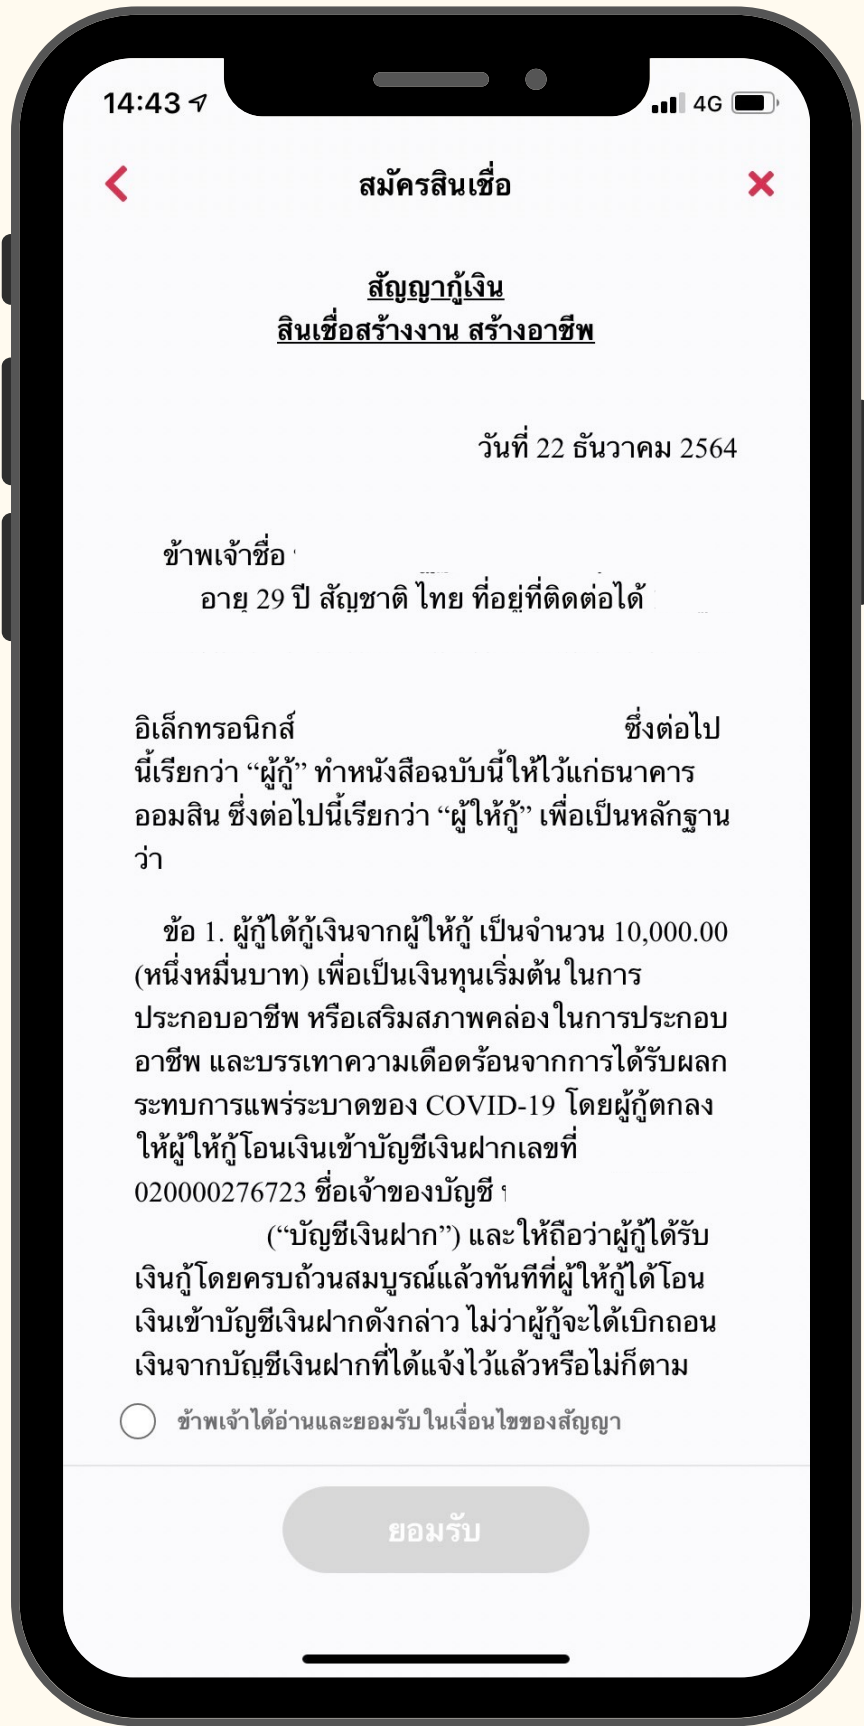 14:43
4G
สมัครสินเชื่อ
สัญญากู้เงิน
สินเชื่อสร้างงาน สร้างอาชีพ
วันที่ 22 ธันวาคม 2564
ข้าพเจ้าชื่อ
อายุ 29 ปี สัญชาติ ไทย ที่อยู่ที่ติดต่อได้
อิเล็กทรอนิกส์ ซึ่งต่อไป
นี้เรียกว่า “ผู้กู้” ทำหนังสือฉบับนี้ให้ไว้แก่ธนาคาร
ออมสิน ซึ่งต่อไปนี้เรียกว่า “ผู้ให้กู้” เพื่อเป็นหลักฐาน
ว่า
ข้อ 1. ผู้กู้ได้กู้เงินจากผู้ให้กู้ เป็นจำนวน 10,000.00
(หนึ่งหมื่นบาท) เพื่อเป็นเงินทุนเริ่มต้นในการ
ประกอบอาชีพ หรือเสริมสภาพคล่องในการประกอบ
อาชีพ และบรรเทาความเดือดร้อนจากการได้รับผลก
ระทบการแพร่ระบาดของ COVID-19 โดยผู้กู้ตกลง
ให้ผู้ให้กู้โอนเงินเข้าบัญชีเงินฝากเลขที่
020000276723 ชื่อเจ้าของบัญชี
(“บัญชีเงินฝาก”) และให้ถือว่าผู้กู้ได้รับ
เงินกู้โดยครบถ้วนสมบูรณ์แล้วทันทีที่ผู้ให้กู้ได้โอน
เงินเข้าบัญชีเงินฝากดังกล่าว ไม่ว่าผู้กู้จะได้เบิกถอน
เงินจากบัญชีเงินฝากที่ได้แจ้งไว้แล้วหรือไม่ก็ตาม
ข้าพเจ้าได้อ่านและยอมรับในเงื่อนไขของสัญญา
ยอมรับ